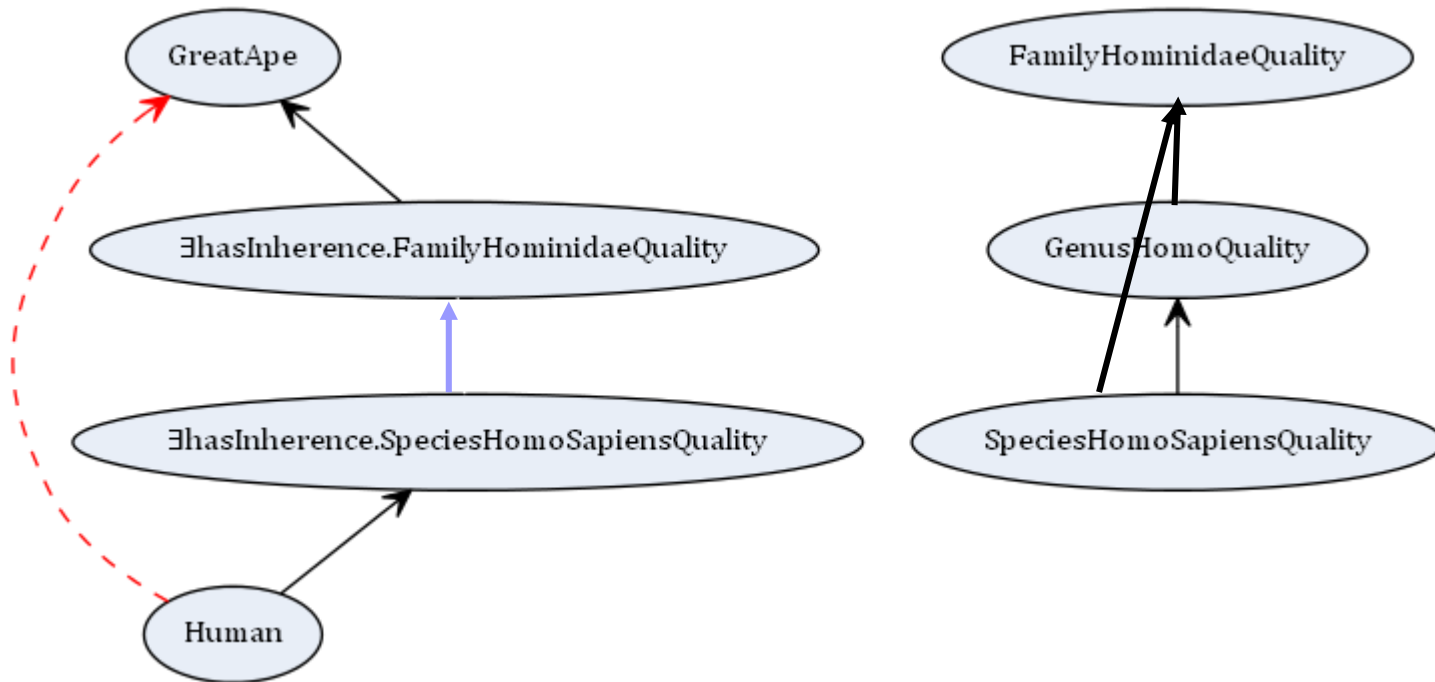 GreatApe
FamilyHominidaeQuality
∃hasInherence.FamilyHominidaeQuality
GenusHomoQuality
∃hasInherence.SpeciesHomoSapiensQuality
SpeciesHomoSapiensQuality
Human